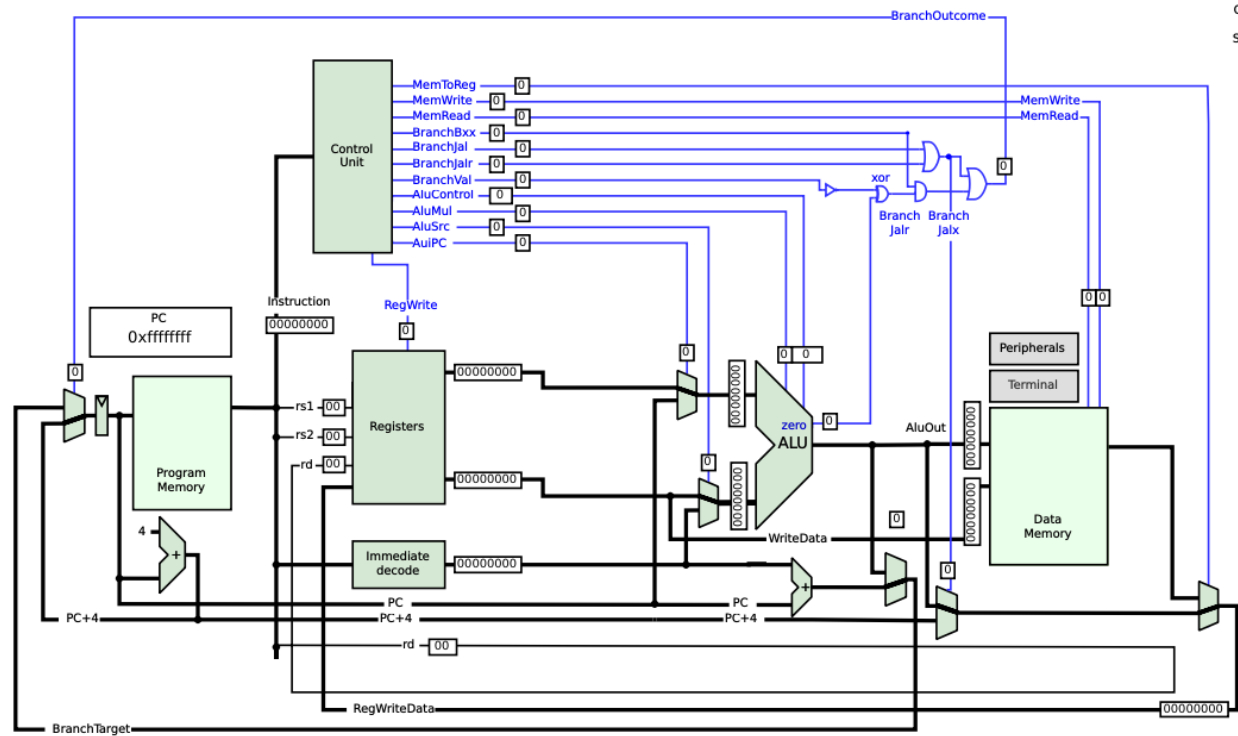 BranchOutcome
c
s
Control
Unit
MemToReg 0
MemWrite 0 MemWrite
MemRead 0 MemRead
BranchBxx 0
BranchJal 0
BranchJalr 0
BranchVal 0
AluControl 0
AluMul 0
AluSrc 0
AuiPC 0
xor
0
Branch
Jalr
Branch
Jalx
RegWrite
0
Instruction
00000000
PC
0xffffffff
0
Program
Memory
rs1 00
rs2 00
rd 00
Registers
00000000
00000000
0
0
0 0
00000000
00000000
zero
0
ALU
AluOut
0 0
Peripherals
Terminal
00000000
00000000
Data
Memory
0
WriteData
4
+
Immediate
decode
00000000
+
0
PC PC
PC+4 PC+4 PC+4
rd 00
RegWriteData 00000000
BranchTarget